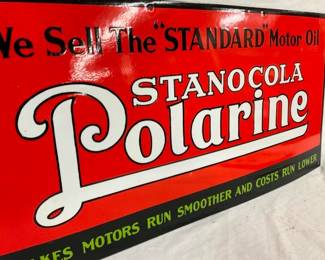 We Sell The "STANDARD" Motor Oil
STANOCOLA
Polarine
MAKES MOTORS RUN SMOOTHER AND COSTS RUN LOWER